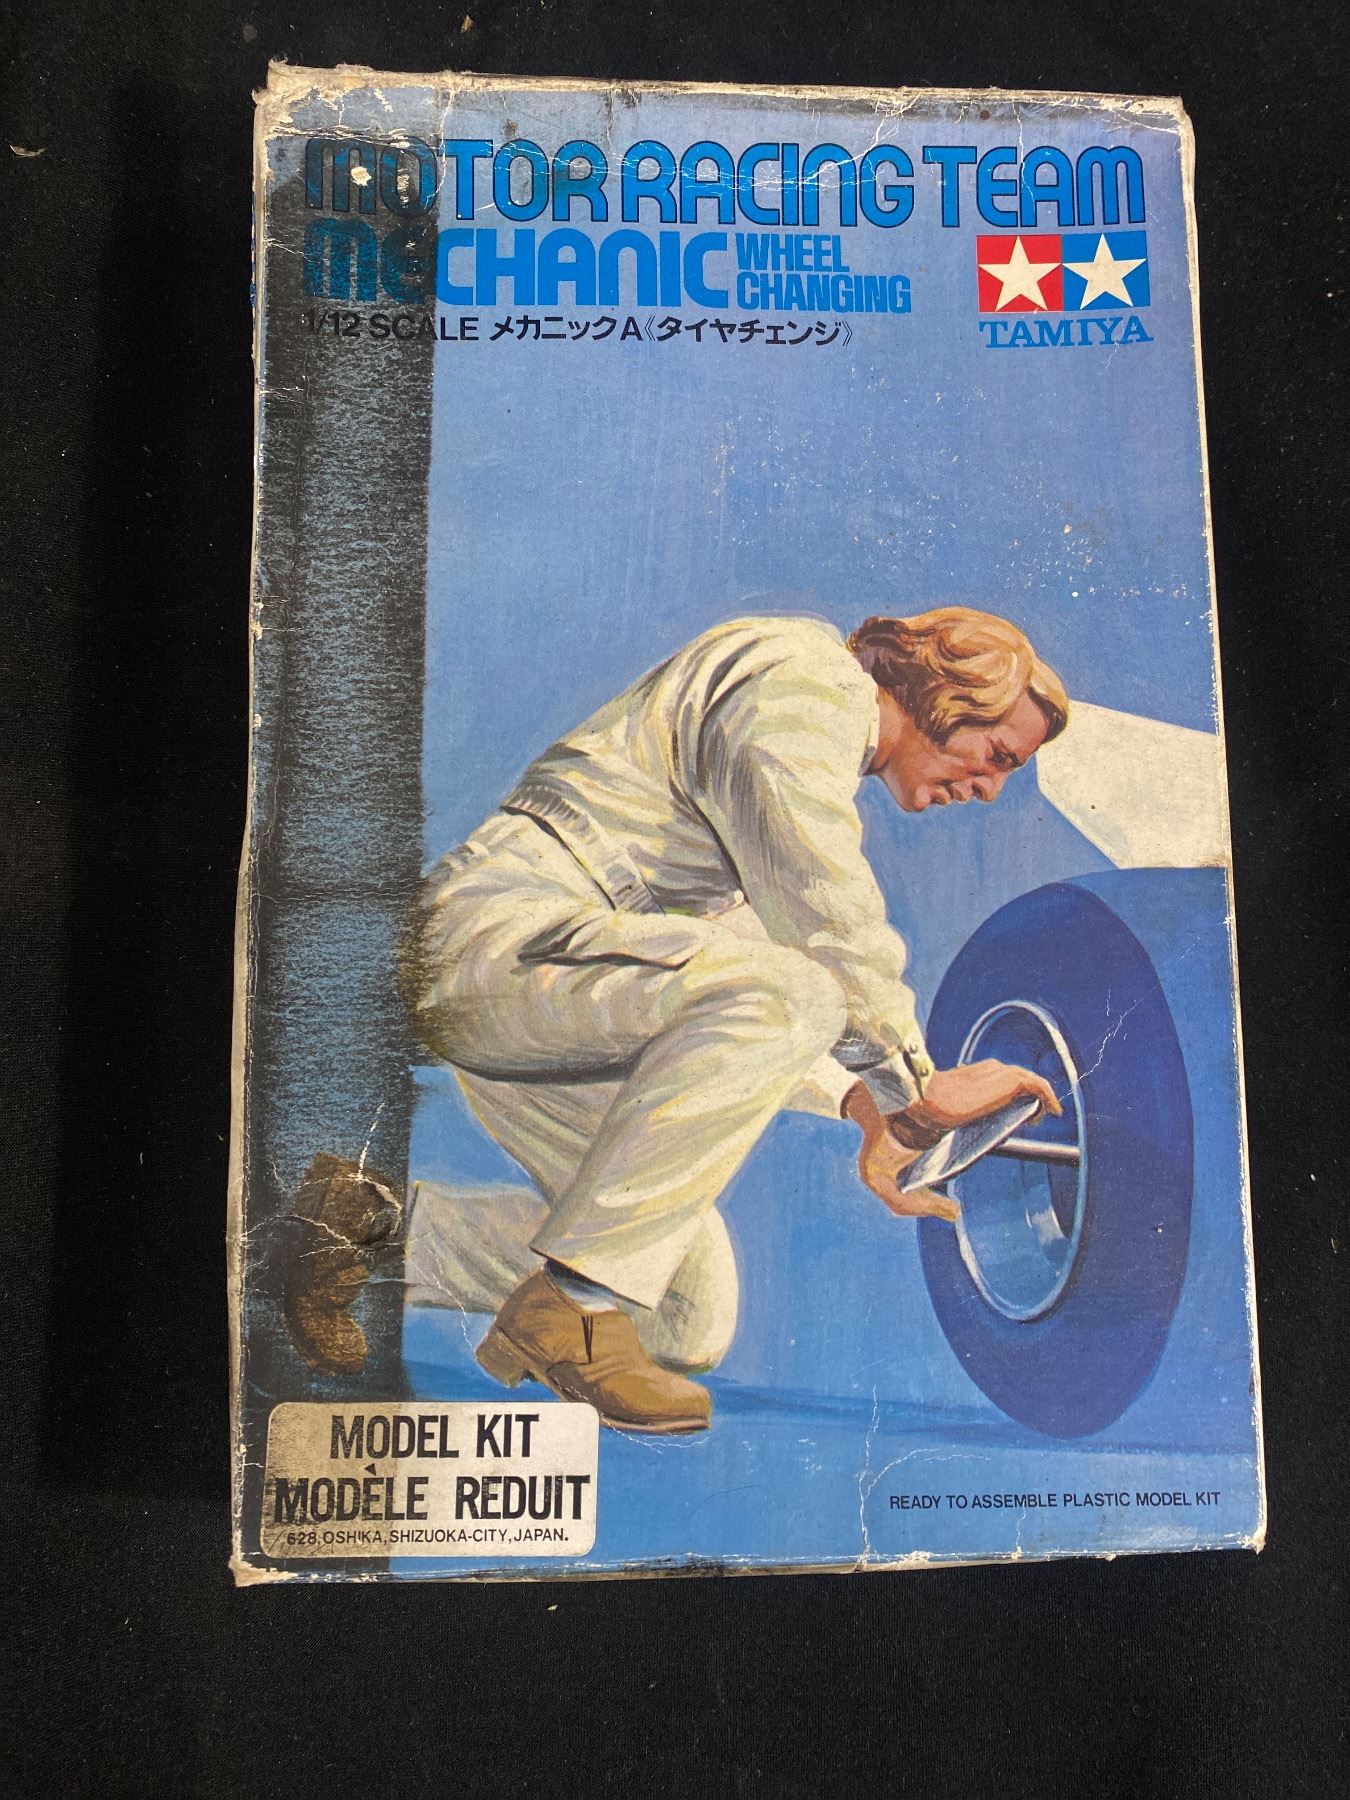 MOTOR RACING TEAM
MECHANIC WHEEL CHANGING
1/12 SCALE メカニックA《タイヤチェンジ》
TAMIYA
MODEL KIT
MODÈLE REDUIT
628, OSHIKA, SHIZUOKA-CITY, JAPAN.
READY TO ASSEMBLE PLASTIC MODEL KIT